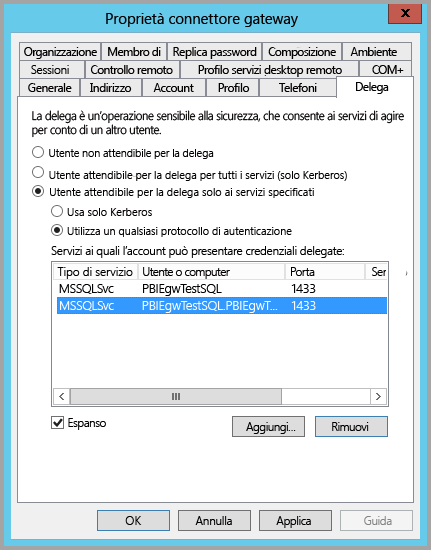 Proprietà connettore gateway
x
Organizzazione Membro di Replica password Composizione Ambiente
Sessioni Controllo remoto Profilo servizi desktop remoto COM+
Generale Indirizzo Account Profilo Telefoni Delega
La delega è un'operazione sensibile alla sicurezza, che consente ai servizi di agire
per conto di un altro utente.
Utente non attendibile per la delega
Utente attendibile per la delega per tutti i servizi (solo Kerberos)
Utente attendibile per la delega solo ai servizi specificati
Usa solo Kerberos
Utilizza un qualsiasi protocollo di autenticazione
Servizi ai quali l'account può presentare credenziali delegate:
Tipo di servizio Utente o computer Porta Ser
MSSQLSvc PBIEgwTestSQL 1433
MSSQLSvc PBIEgwTestSQL.PBIEgwT... 1433
Espanso Aggiungi... Rimuovi
OK Annulla Applica Guida